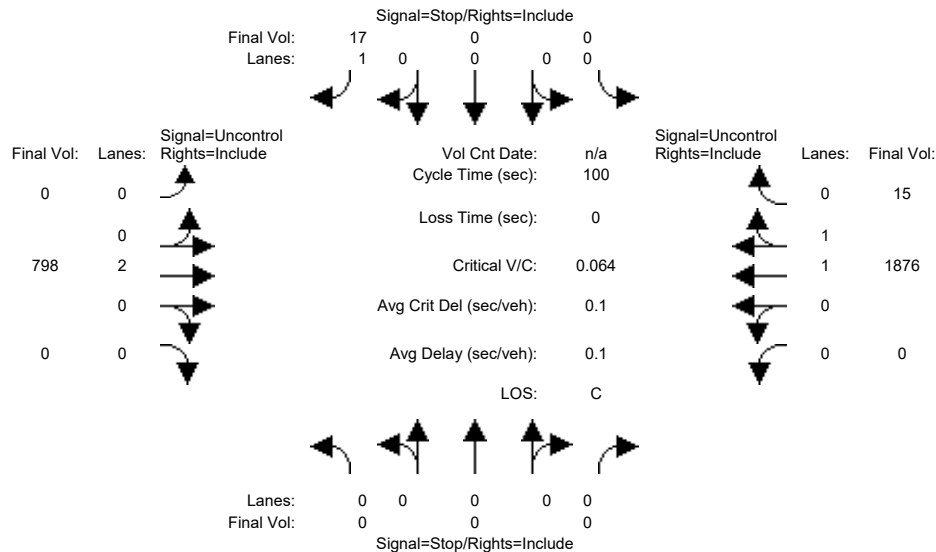 Signal=Stop/Rights=Include
Final Vol: 17 0 0
Lanes: 1 0 0 0 0
Signal=Uncontrol
Final Vol: Lanes: Rights=Include
Vol Cnt Date: n/a
Signal=Uncontrol
Rights=Include Lanes: Final Vol:
Cycle Time (sec): 100
0 0
0 15
Loss Time (sec): 0
0
1
798 2
Critical V/C: 0.064
1 1876
0
Avg Crit Del (sec/veh): 0.1
0
0 0
Avg Delay (sec/veh): 0.1
0 0
LOS: C
Lanes: 0 0 0 0 0
Final Vol: 0 0 0
Signal=Stop/Rights=Include